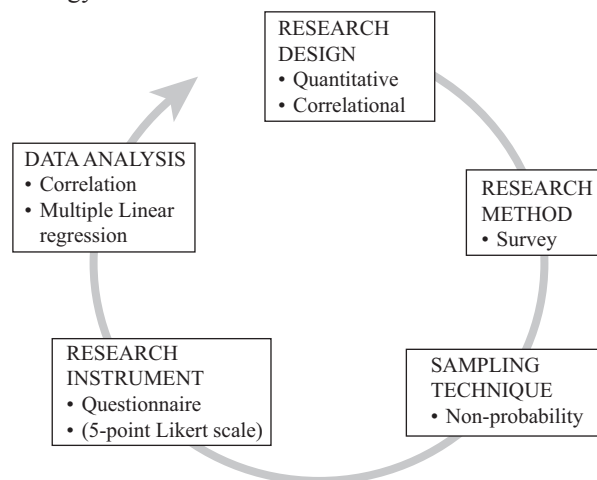 RESEARCH
DESIGN
• Quantitative
• Correlational
RESEARCH
METHOD
• Survey
SAMPLING
TECHNIQUE
• Non-probability
RESEARCH
INSTRUMENT
• Questionnaire
• (5-point Likert scale)
DATA ANALYSIS
• Correlation
• Multiple Linear
regression